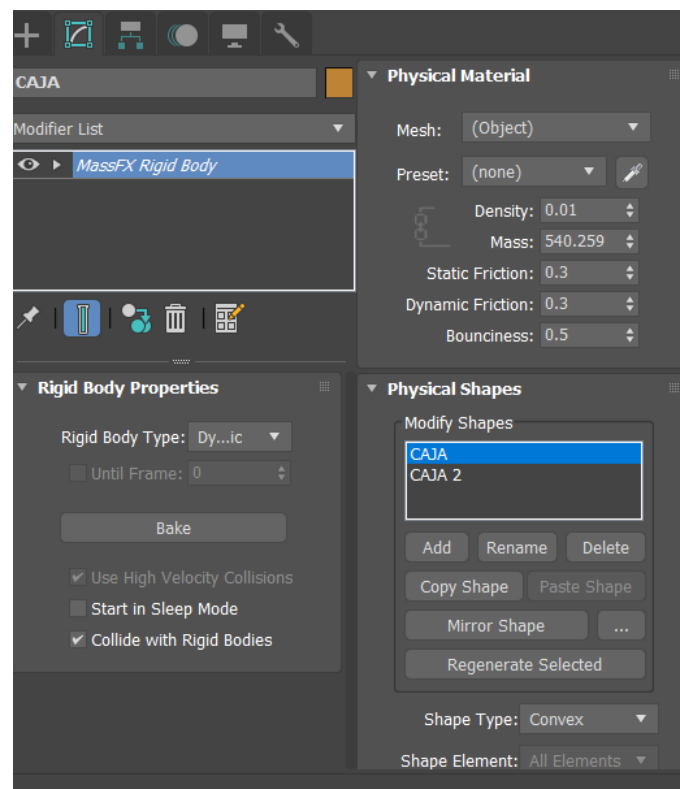 CAJA
Modifier List
MassFX Rigid Body
Rigid Body Properties
Rigid Body Type: Dy...ic
Until Frame: 0
Bake
Use High Velocity Collisions
Start in Sleep Mode
Collide with Rigid Bodies
Physical Material
Mesh: (Object)
Preset: (none)
Density: 0.01
Mass: 540.259
Static Friction: 0.3
Dynamic Friction: 0.3
Bounciness: 0.5
Physical Shapes
Modify Shapes
CAJA
CAJA 2
Add Rename Delete
Copy Shape Paste Shape
Mirror Shape ...
Regenerate Selected
Shape Type: Convex
Shape Element: All Elements